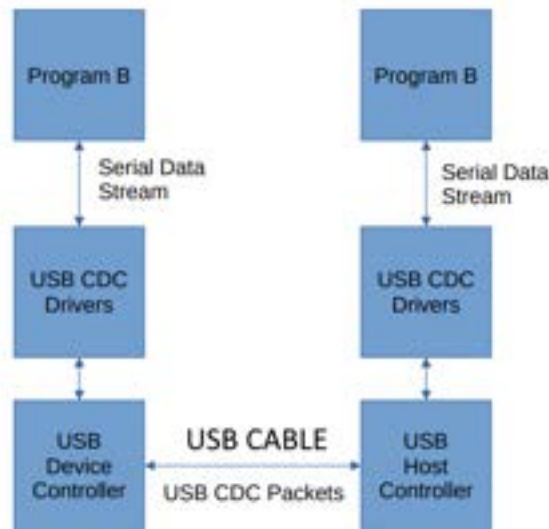 Program B
Program B
Serial Data
Stream
Serial Data
Stream
USB CDC
Drivers
USB CDC
Drivers
USB
Device
Controller
USB CABLE
USB CDC Packets
USB
Host
Controller